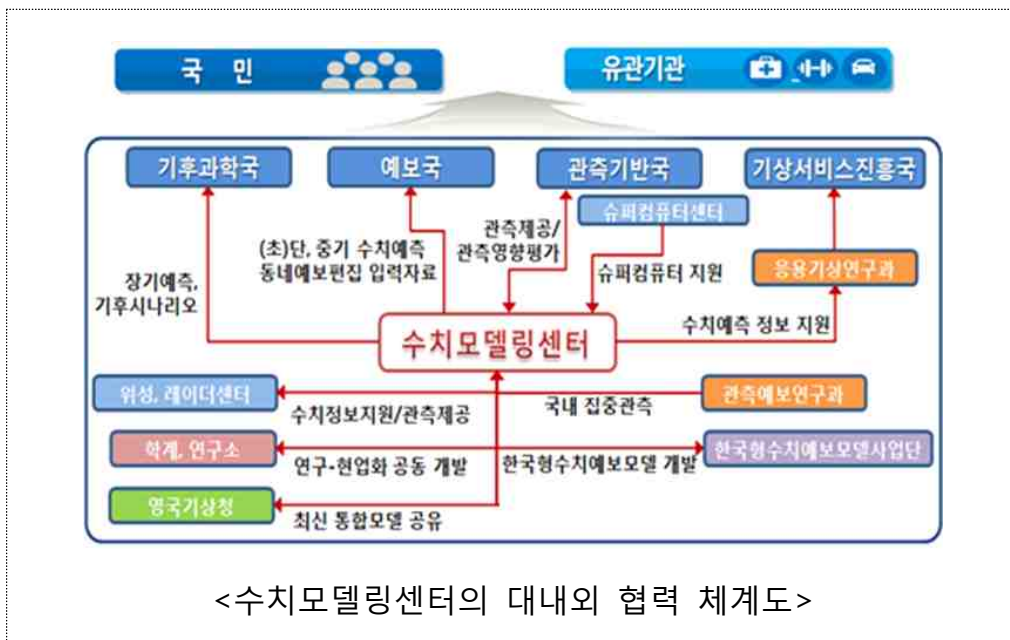 국 민
유관기관
기후과학국
예보국
관측기반국
기상서비스진흥국
슈퍼컴퓨터센터
관측제공/
관측영향평가
(초)단, 중기 수치예측
동네예보편집 입력자료
장기예측,
기후시나리오
슈퍼컴퓨터 지원
응용기상연구과
수치예측 정보 지원
수치모델링센터
위성, 레이더센터
관측예보연구과
수치정보지원/관측제공
국내 집중관측
학계, 연구소
한국형수치예보모델사업단
연구-현업화 공동 개발
한국형수치예보모델 개발
영국기상청
최신 통합모델 공유
<수치모델링센터의 대내외 협력 체계도>